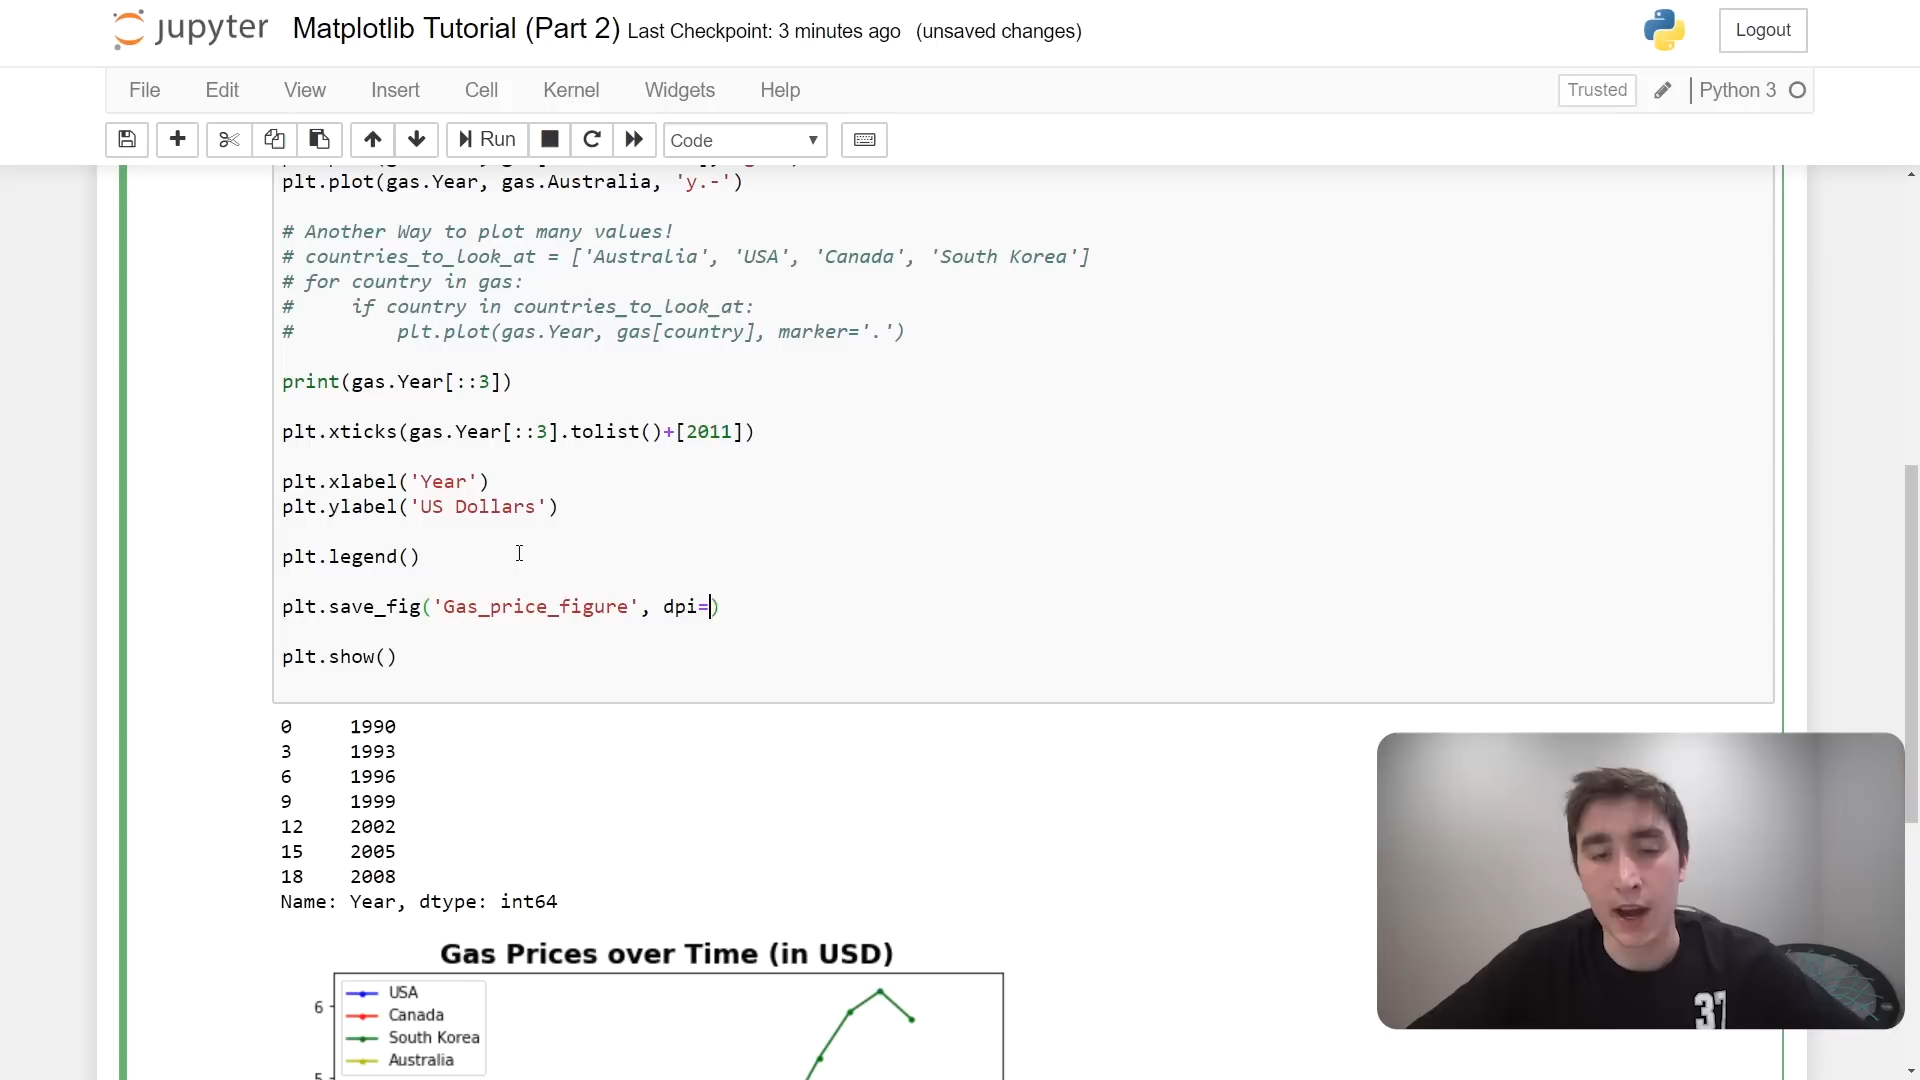 jupyter Matplotlib Tutorial (Part 2) Last Checkpoint: 3 minutes ago (unsaved changes) Logout
File Edit View Insert Cell Kernel Widgets Help Trusted Python 3
Run Code
plt.plot(gas.Year, gas.Australia, 'y.-')
# Another Way to plot many values!
# countries_to_look_at = ['Australia', 'USA', 'Canada', 'South Korea']
# for country in gas:
#     if country in countries_to_look_at:
#         plt.plot(gas.Year, gas[country], marker='.')
print(gas.Year[::3])
plt.xticks(gas.Year[::3].tolist()+[2011])
plt.xlabel('Year')
plt.ylabel('US Dollars')
plt.legend()
plt.save_fig('Gas_price_figure', dpi=)
plt.show()
0     1990
3     1993
6     1996
9     1999
12    2002
15    2005
18    2008
Name: Year, dtype: int64
Gas Prices over Time (in USD)
USA
6
Canada
South Korea
Australia
5
37